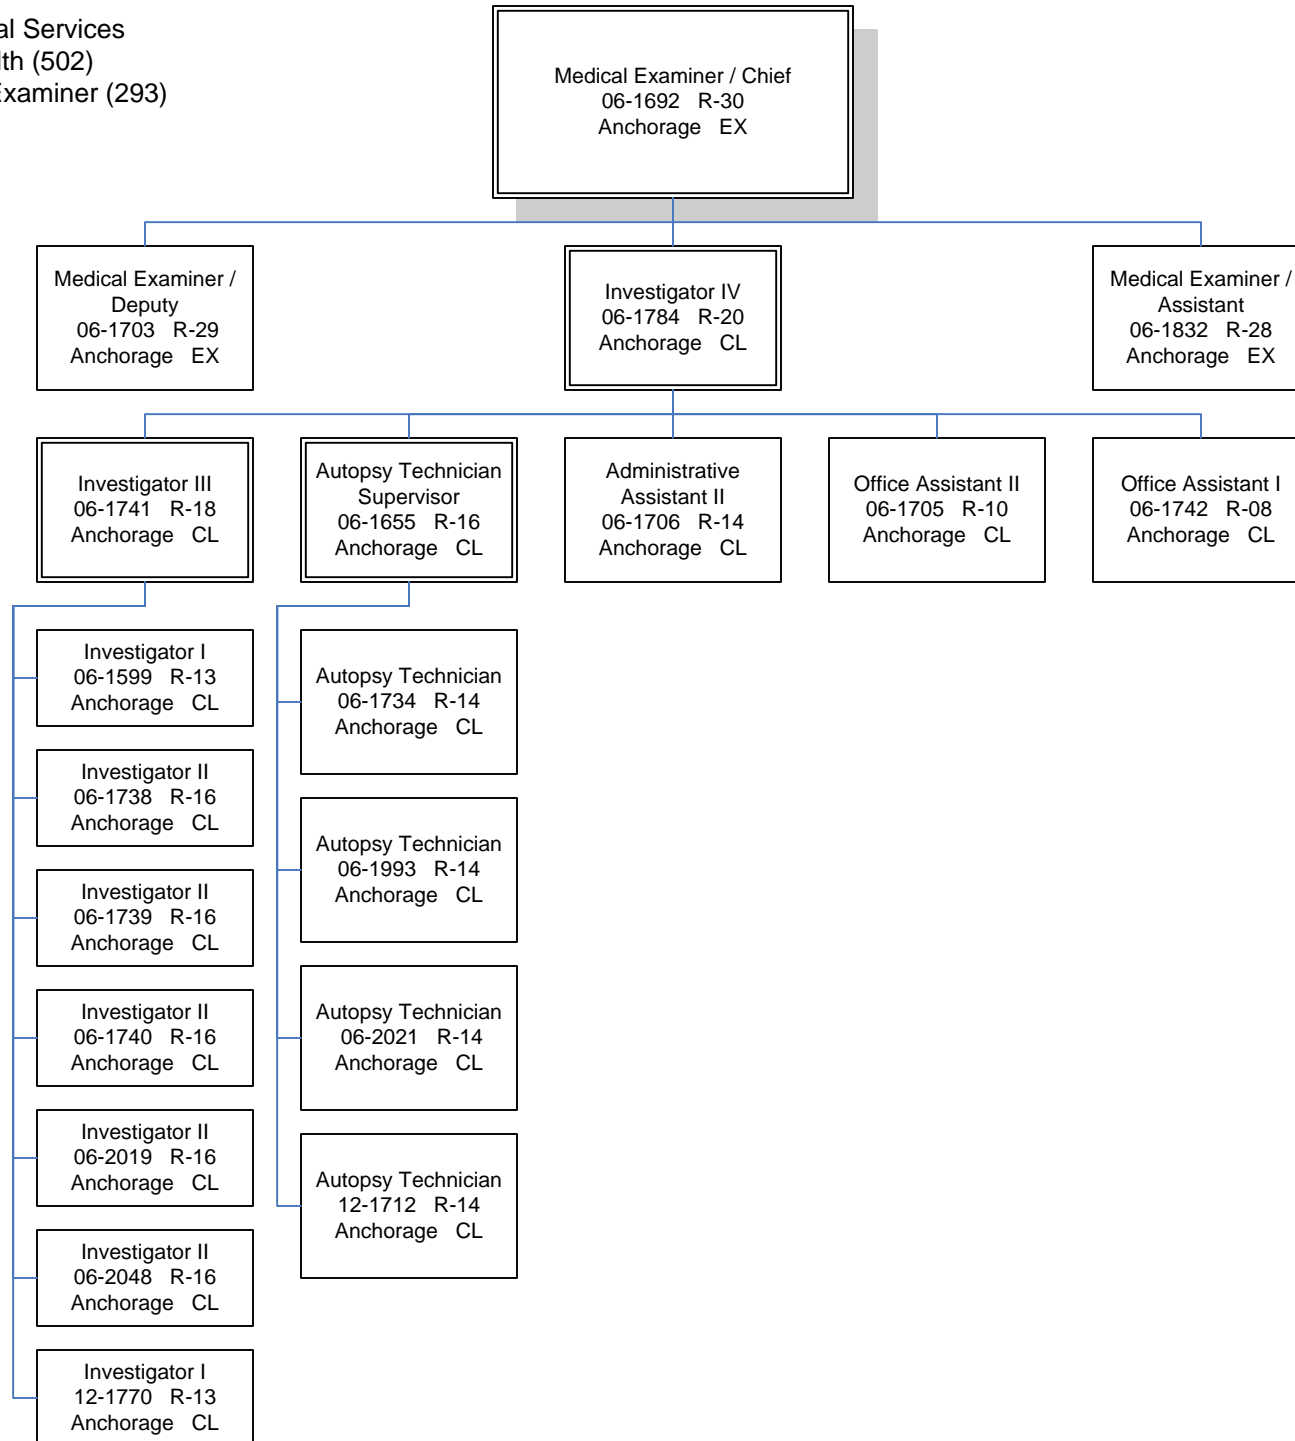 al Services
lth (502)
Examiner (293)
Medical Examiner / Chief
06-1692 R-30
Anchorage EX
Medical Examiner /
Deputy
06-1703 R-29
Anchorage EX
Investigator IV
06-1784 R-20
Anchorage CL
Medical Examiner /
Assistant
06-1832 R-28
Anchorage EX
Investigator III
06-1741 R-18
Anchorage CL
Autopsy Technician
Supervisor
06-1655 R-16
Anchorage CL
Administrative
Assistant II
06-1706 R-14
Anchorage CL
Office Assistant II
06-1705 R-10
Anchorage CL
Office Assistant I
06-1742 R-08
Anchorage CL
Investigator I
06-1599 R-13
Anchorage CL
Investigator II
06-1738 R-16
Anchorage CL
Investigator II
06-1739 R-16
Anchorage CL
Investigator II
06-1740 R-16
Anchorage CL
Investigator II
06-2019 R-16
Anchorage CL
Investigator II
06-2048 R-16
Anchorage CL
Investigator I
12-1770 R-13
Anchorage CL
Autopsy Technician
06-1734 R-14
Anchorage CL
Autopsy Technician
06-1993 R-14
Anchorage CL
Autopsy Technician
06-2021 R-14
Anchorage CL
Autopsy Technician
12-1712 R-14
Anchorage CL